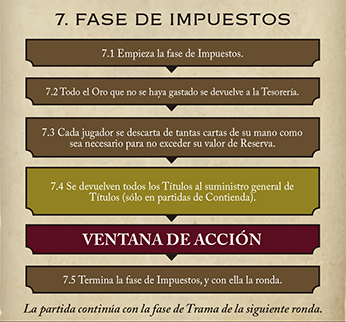 7. FASE DE IMPUESTOS
7.1 Empieza la fase de Impuestos.
7.2 Todo el Oro que no se haya gastado se devuelve a la Tesorería.
7.3 Cada jugador se descarta de tantas cartas de su mano como
sea necesario para no exceder su valor de Reserva.
7.4 Se devuelven todos los Títulos al suministro general de
Títulos (sólo en partidas de Contienda).
VENTANA DE ACCIÓN
7.5 Termina la fase de Impuestos, y con ella la ronda.
La partida continúa con la fase de Trama de la siguiente ronda.